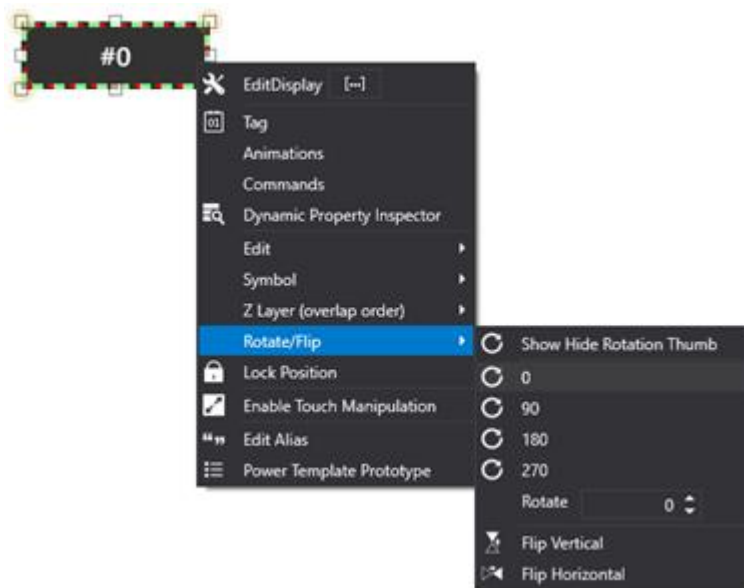 #0
EditDisplay [...]
01
Tag
Animations
Commands
Dynamic Property Inspector
Edit
Symbol
Z Layer (overlap order)
Rotate/Flip
Lock Position
Enable Touch Manipulation
Edit Alias
Power Template Prototype
Show Hide Rotation Thumb
0
90
180
270
Rotate 0
Flip Vertical
Flip Horizontal